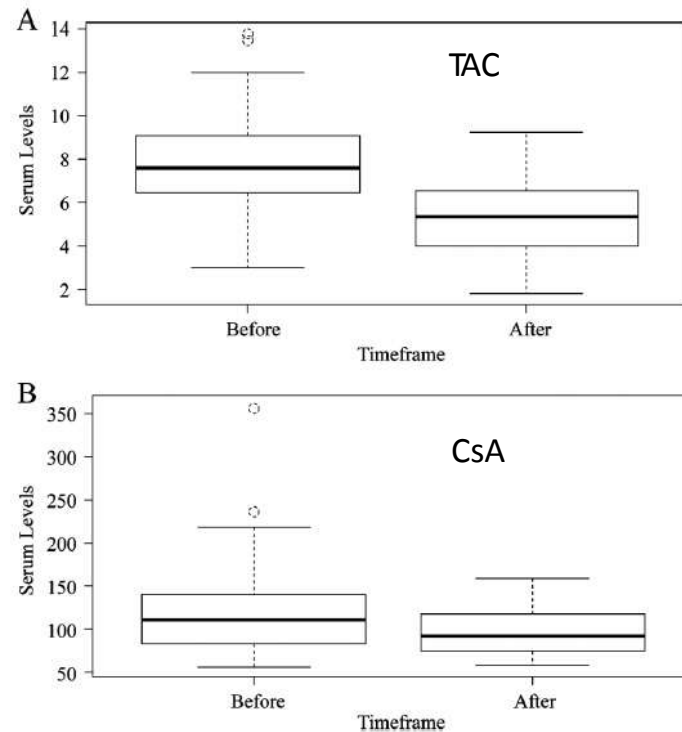 A
TAC
Serum Levels
14
12
10
8
6
4
2
Before
After
Timeframe
B
CsA
Serum Levels
350
300
250
200
150
100
50
Before
After
Timeframe